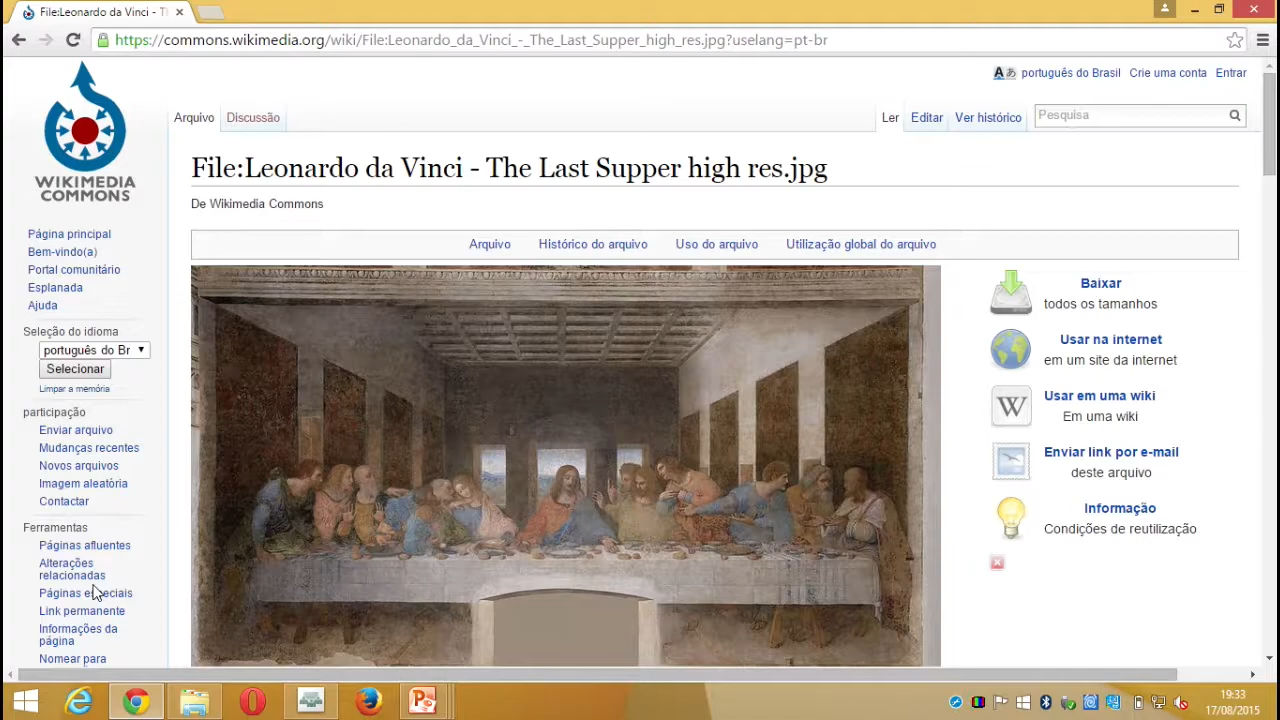 File:Leonardo da Vinci - T
https://commons.wikimedia.org/wiki/File:Leonardo_da_Vinci_-_The_Last_Supper_high_res.jpg?uselang=pt-br
português do Brasil Crie uma conta Entrar
WIKIMEDIA
COMMONS
Arquivo Discussão Ler Editar Ver histórico Pesquisa
File:Leonardo da Vinci - The Last Supper high res.jpg
De Wikimedia Commons
Arquivo Histórico do arquivo Uso do arquivo Utilização global do arquivo
Página principal
Bem-vindo(a)
Portal comunitário
Esplanada
Ajuda
Seleção do idioma
português do Br
Selecionar
Limpar a memória
participação
Enviar arquivo
Mudanças recentes
Novos arquivos
Imagem aleatória
Contactar
Ferramentas
Páginas afluentes
Alterações
relacionadas
Páginas especiais
Link permanente
Informações da
página
Nomear para
Baixar
todos os tamanhos
Usar na internet
em um site da internet
W
Usar em uma wiki
Em uma wiki
Enviar link por e-mail
deste arquivo
Informação
Condições de reutilização
19:33
17/08/2015